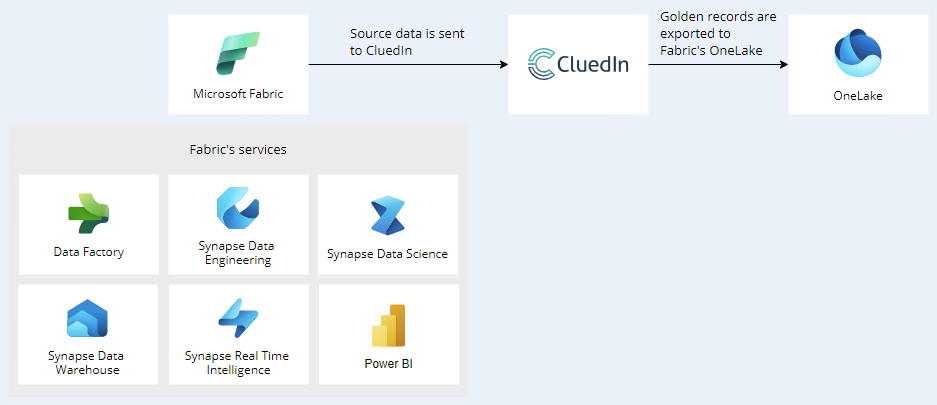 Source data is sent
to CluedIn
Golden records are
exported to
Fabric's OneLake
Microsoft Fabric
CluedIn
OneLake
Fabric's services
Data Factory
Synapse Data
Engineering
Synapse Data Science
Synapse Data
Warehouse
Synapse Real Time
Intelligence
Power BI